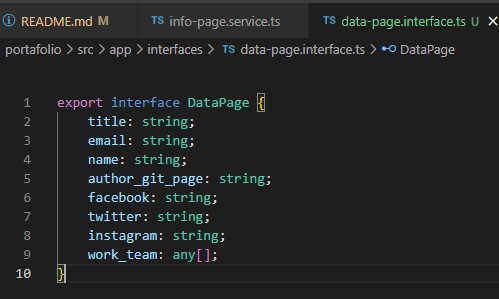 README.md M
TS info-page.service.ts
TS data-page.interface.ts U
portafolio > src > app > interfaces > TS data-page.interface.ts > DataPage
1 export interface DataPage {
2 title: string;
3 email: string;
4 name: string;
5 author_git_page: string;
6 facebook: string;
7 twitter: string;
8 instagram: string;
9 work_team: any[];
10 }